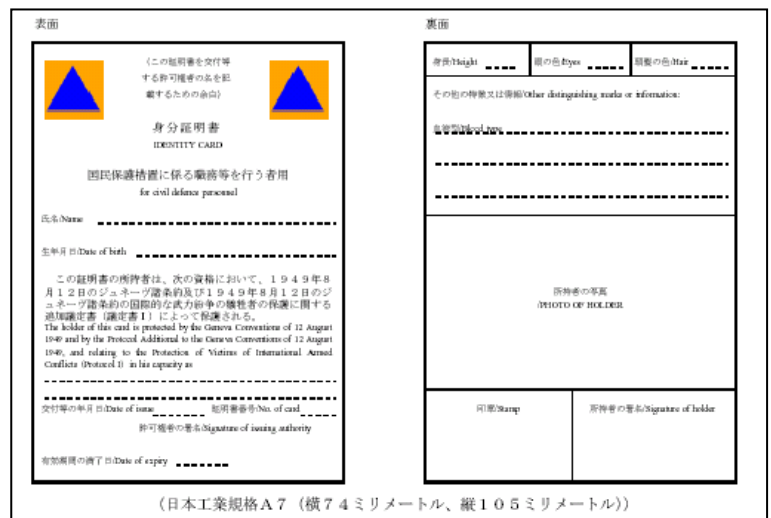 表面
(この証明書を交付等
する許可権者の名を記
載するための余白)
身分証明書
IDENTITY CARD
国民保護措置に係る職務等を行う者用
for civil defence personnel
氏名/Name
生年月日/Date of birth
この証明書の所持者は、次の資格において、1949年8
月12日のジュネーヴ諸条約及び1949年8月12日のジ
ュネーヴ諸条約の国際的な武力紛争の犠牲者の保護に関する
追加議定書(議定書Ⅰ)によって保護される。
The holder of this card is protected by the Geneva Conventions of 12 August
1949 and by the Protocol Additional to the Geneva Conventions of 12 August
1949, and relating to the Protection of Victims of International Armed
Conflicts (Protocol I) in his capacity as
交付等の年月日/Date of issue 証明書番号/No. of card
許可権者の署名/Signature of issuing authority
有効期間の満了日/Date of expiry
裏面
身長/Height 眼の色/Eyes 頭髪の色/Hair
その他の特徴又は情報/Other distinguishing marks or information:
血液型/Blood type
所持者の写真
/PHOTO OF HOLDER
印章/Stamp 所持者の署名/Signature of holder
(日本工業規格A7(横74ミリメートル、縦105ミリメートル))